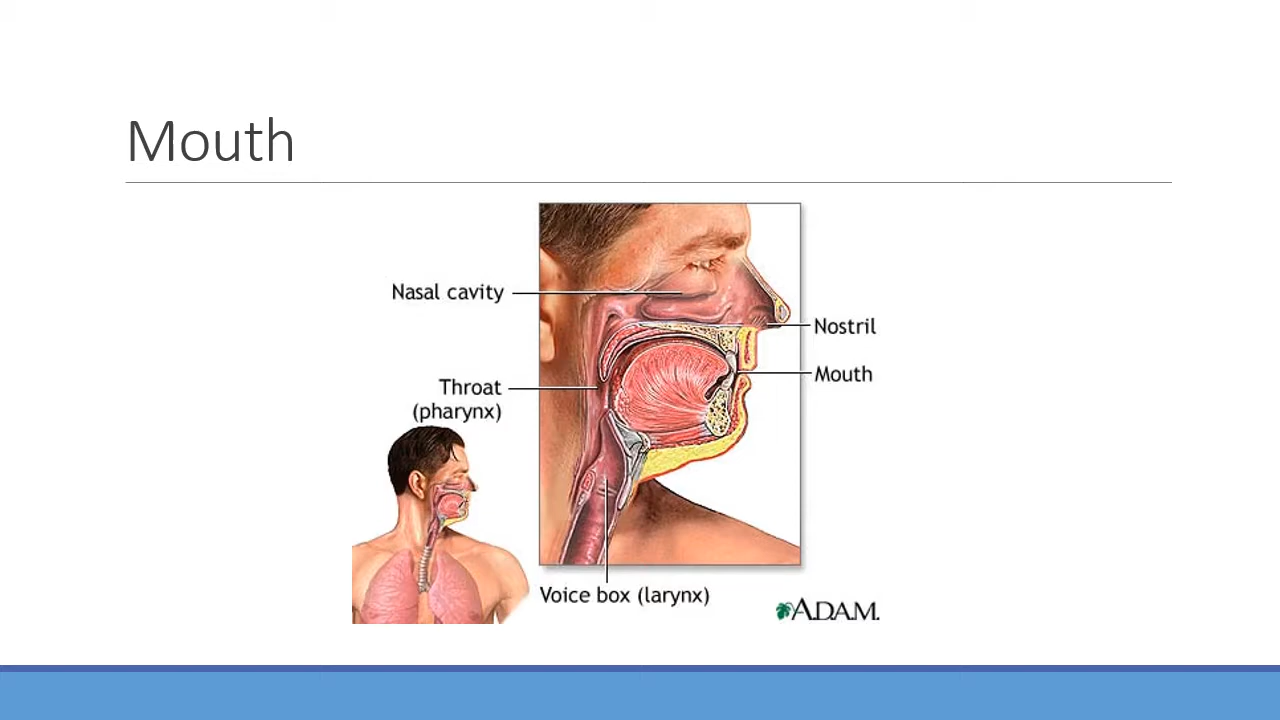 Mouth
Nasal cavity
Nostril
Mouth
Throat
(pharynx)
Voice box (larynx)
A.D.A.M.